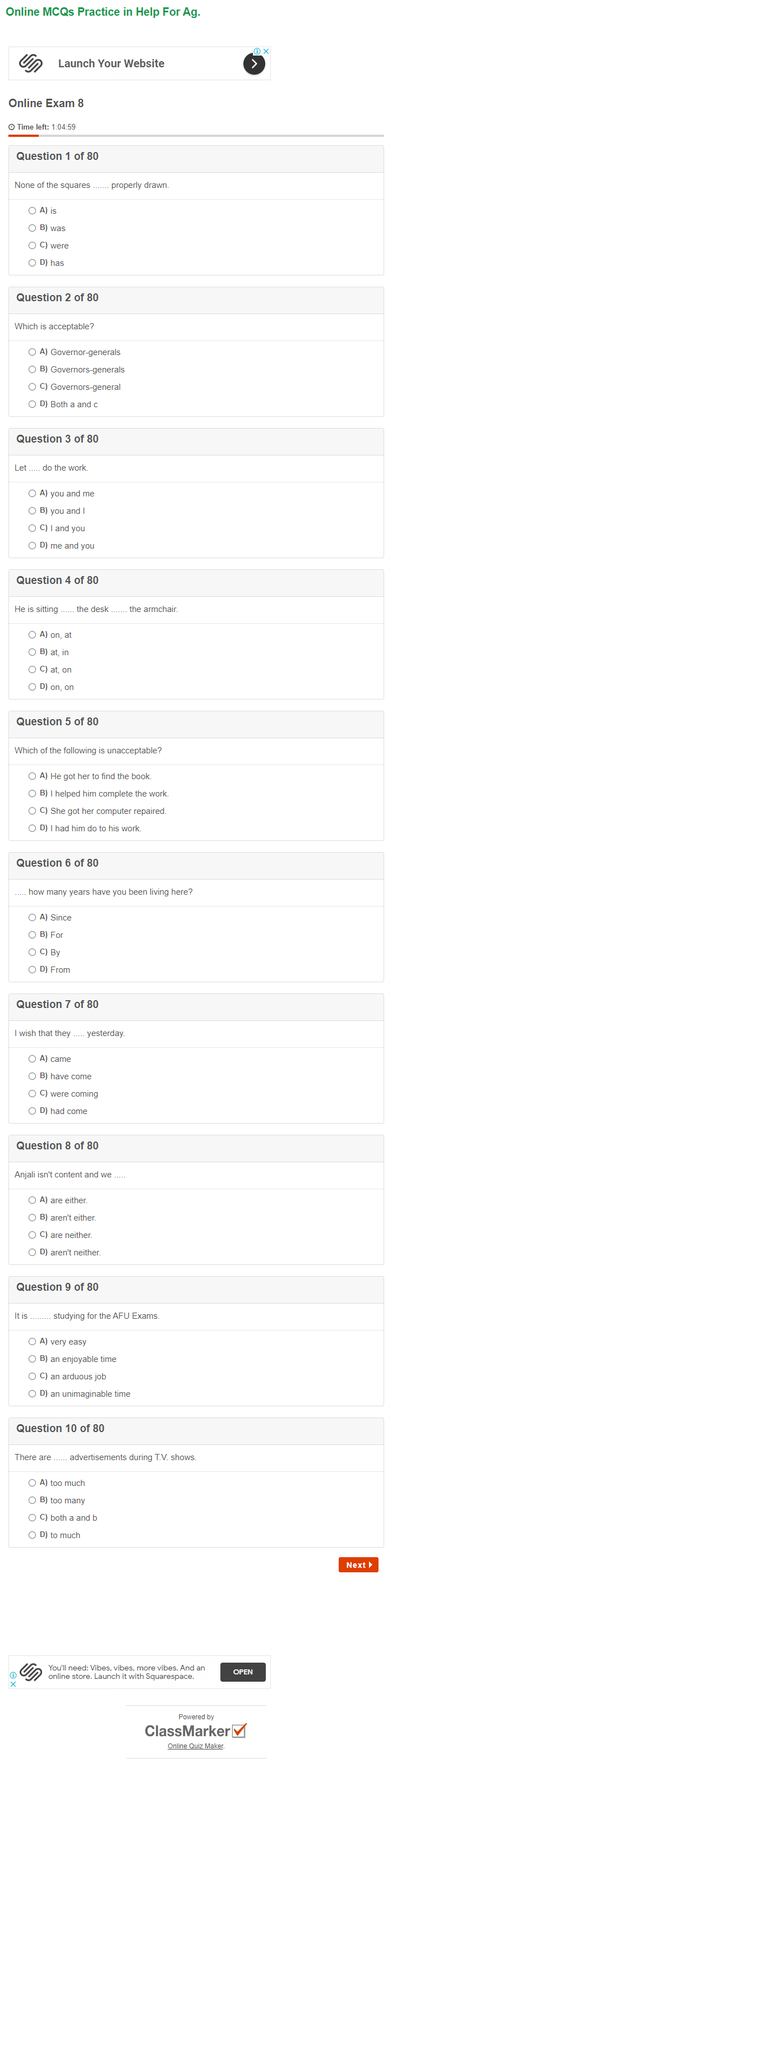 Online MCQs Practice in Help For Ag.
Launch Your Website
Online Exam 8
Time left: 1:04:59
Question 1 of 80
None of the squares ....... properly drawn.
A) is
B) was
C) were
D) has
Question 2 of 80
Which is acceptable?
A) Governor-generals
B) Governors-generals
C) Governors-general
D) Both a and c
Question 3 of 80
Let ..... do the work.
A) you and me
B) you and I
C) I and you
D) me and you
Question 4 of 80
He is sitting ...... the desk ....... the armchair.
A) on, at
B) at, in
C) at, on
D) on, on
Question 5 of 80
Which of the following is unacceptable?
A) He got her to find the book.
B) I helped him complete the work.
C) She got her computer repaired.
D) I had him do to his work.
Question 6 of 80
..... how many years have you been living here?
A) Since
B) For
C) By
D) From
Question 7 of 80
I wish that they ..... yesterday.
A) came
B) have come
C) were coming
D) had come
Question 8 of 80
Anjali isn't content and we .....
A) are either.
B) aren't either.
C) are neither.
D) aren't neither.
Question 9 of 80
It is ......... studying for the AFU Exams.
A) very easy
B) an enjoyable time
C) an arduous job
D) an unimaginable time
Question 10 of 80
There are ...... advertisements during T.V. shows.
A) too much
B) too many
C) both a and b
D) to much
Next
You'll need: Vibes, vibes, more vibes. And an
online store. Launch it with Squarespace.
OPEN
Powered by
ClassMarker
Online Quiz Maker